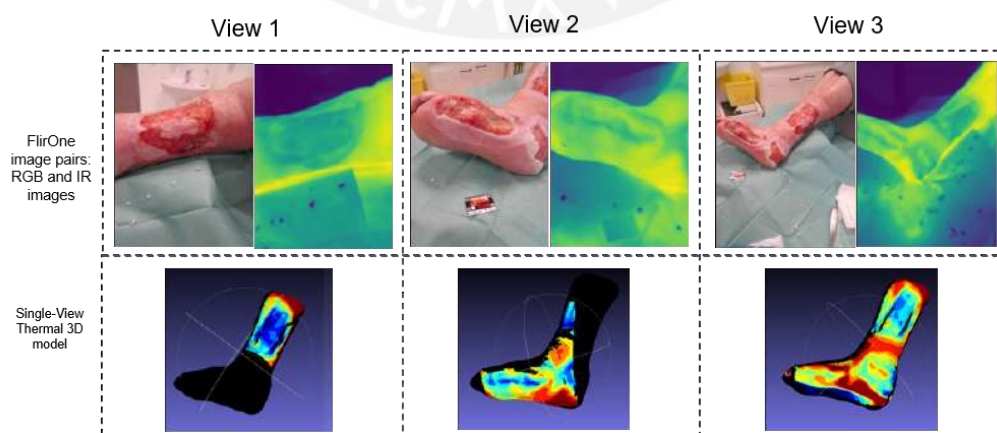 View 1
View 2
View 3
FlirOne
image pairs:
RGB and IR
images
Single-View
Thermal 3D
model